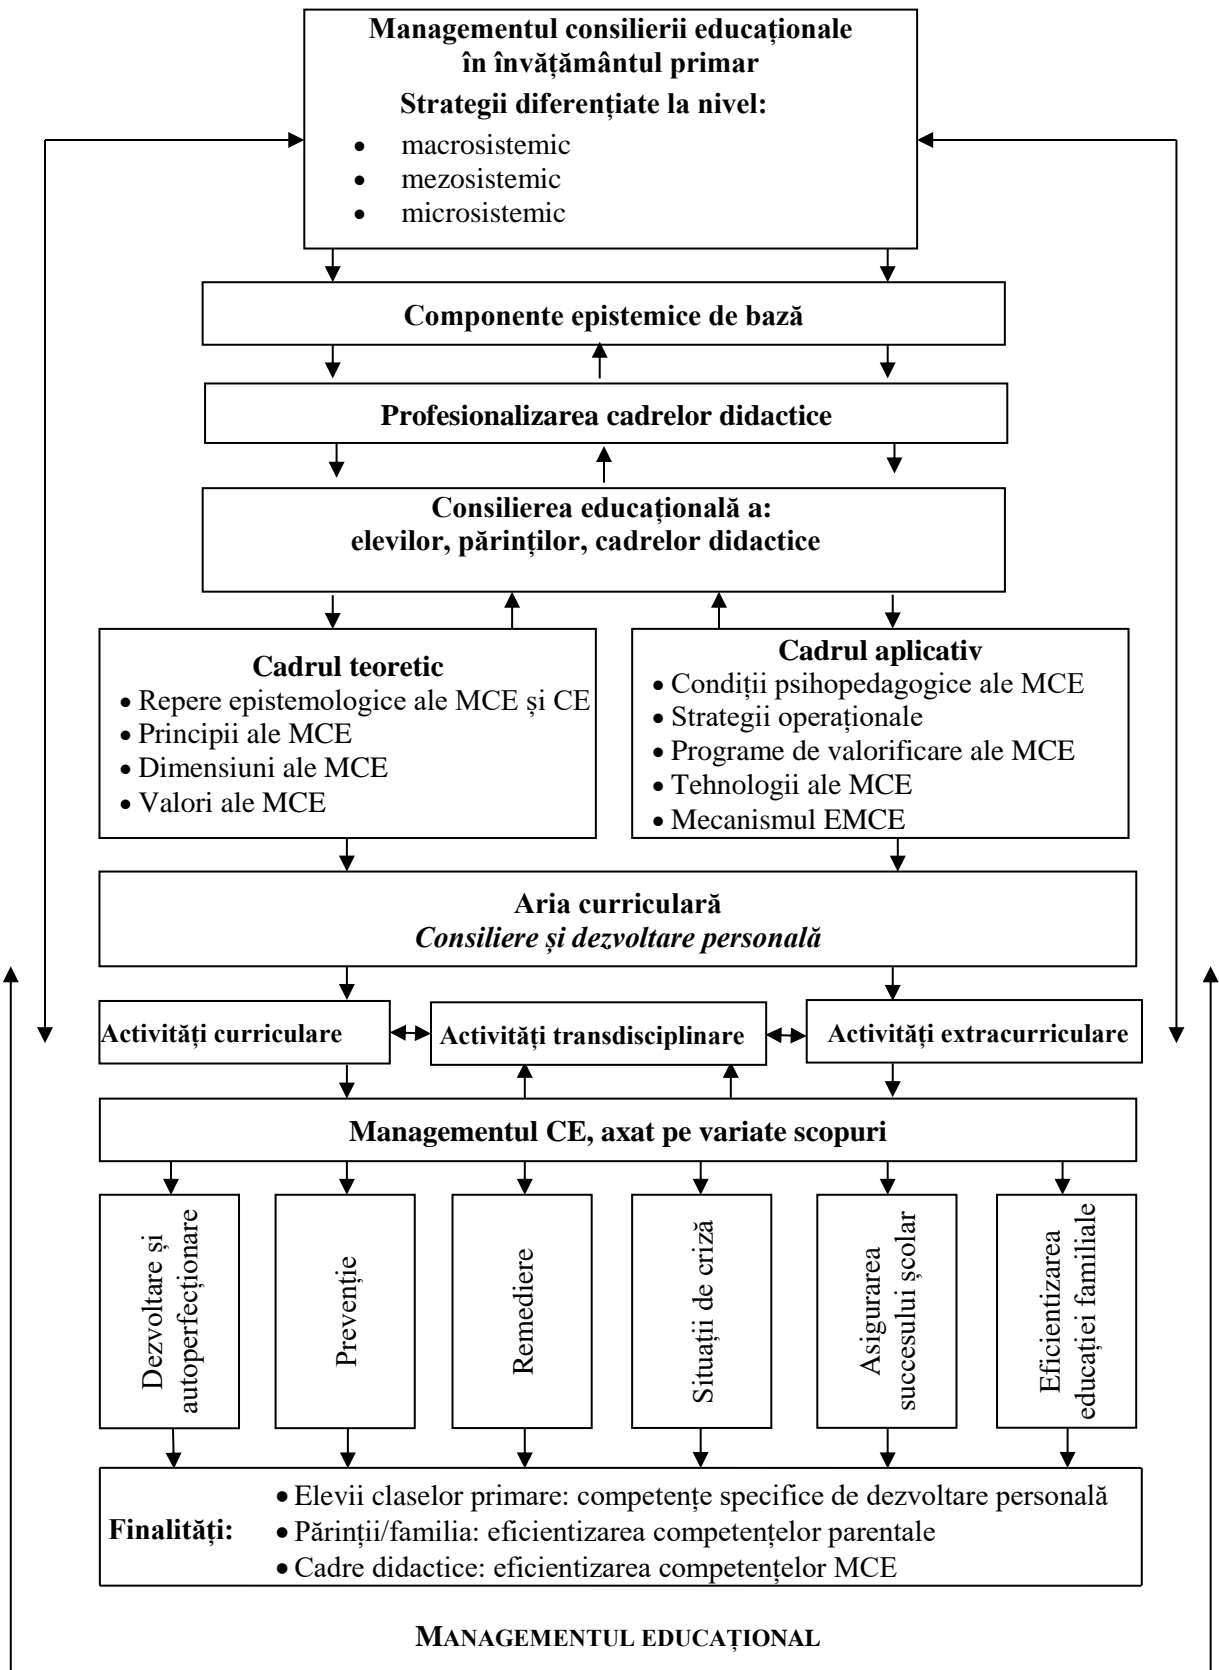 Managementul consilierii educaționale
în învățământul primar
Strategii diferențiate la nivel:
• macrosistemic
• mezosistemic
• microsistemic
Componente epistemice de bază
Profesionalizarea cadrelor didactice
Consilierea educațională a:
elevilor, părinților, cadrelor didactice
Cadrul teoretic
• Repere epistemologice ale MCE și CE
• Principii ale MCE
• Dimensiuni ale MCE
• Valori ale MCE
Cadrul aplicativ
• Condiții psihopedagogice ale MCE
• Strategii operaționale
• Programe de valorificare ale MCE
• Tehnologii ale MCE
• Mecanismul EMCE
Aria curriculară
Consiliere și dezvoltare personală
Activități curriculare
Activități transdisciplinare
Activități extracurriculare
Managementul CE, axat pe variate scopuri
Dezvoltare și
autoperfecționare
Prevenție
Remediere
Situații de criză
Asigurarea
succesului școlar
Eficientizarea
educației familiale
Finalități:
• Elevii claselor primare: competențe specifice de dezvoltare personală
• Părinții/familia: eficientizarea competențelor parentale
• Cadre didactice: eficientizarea competențelor MCE
MANAGEMENTUL EDUCAȚIONAL